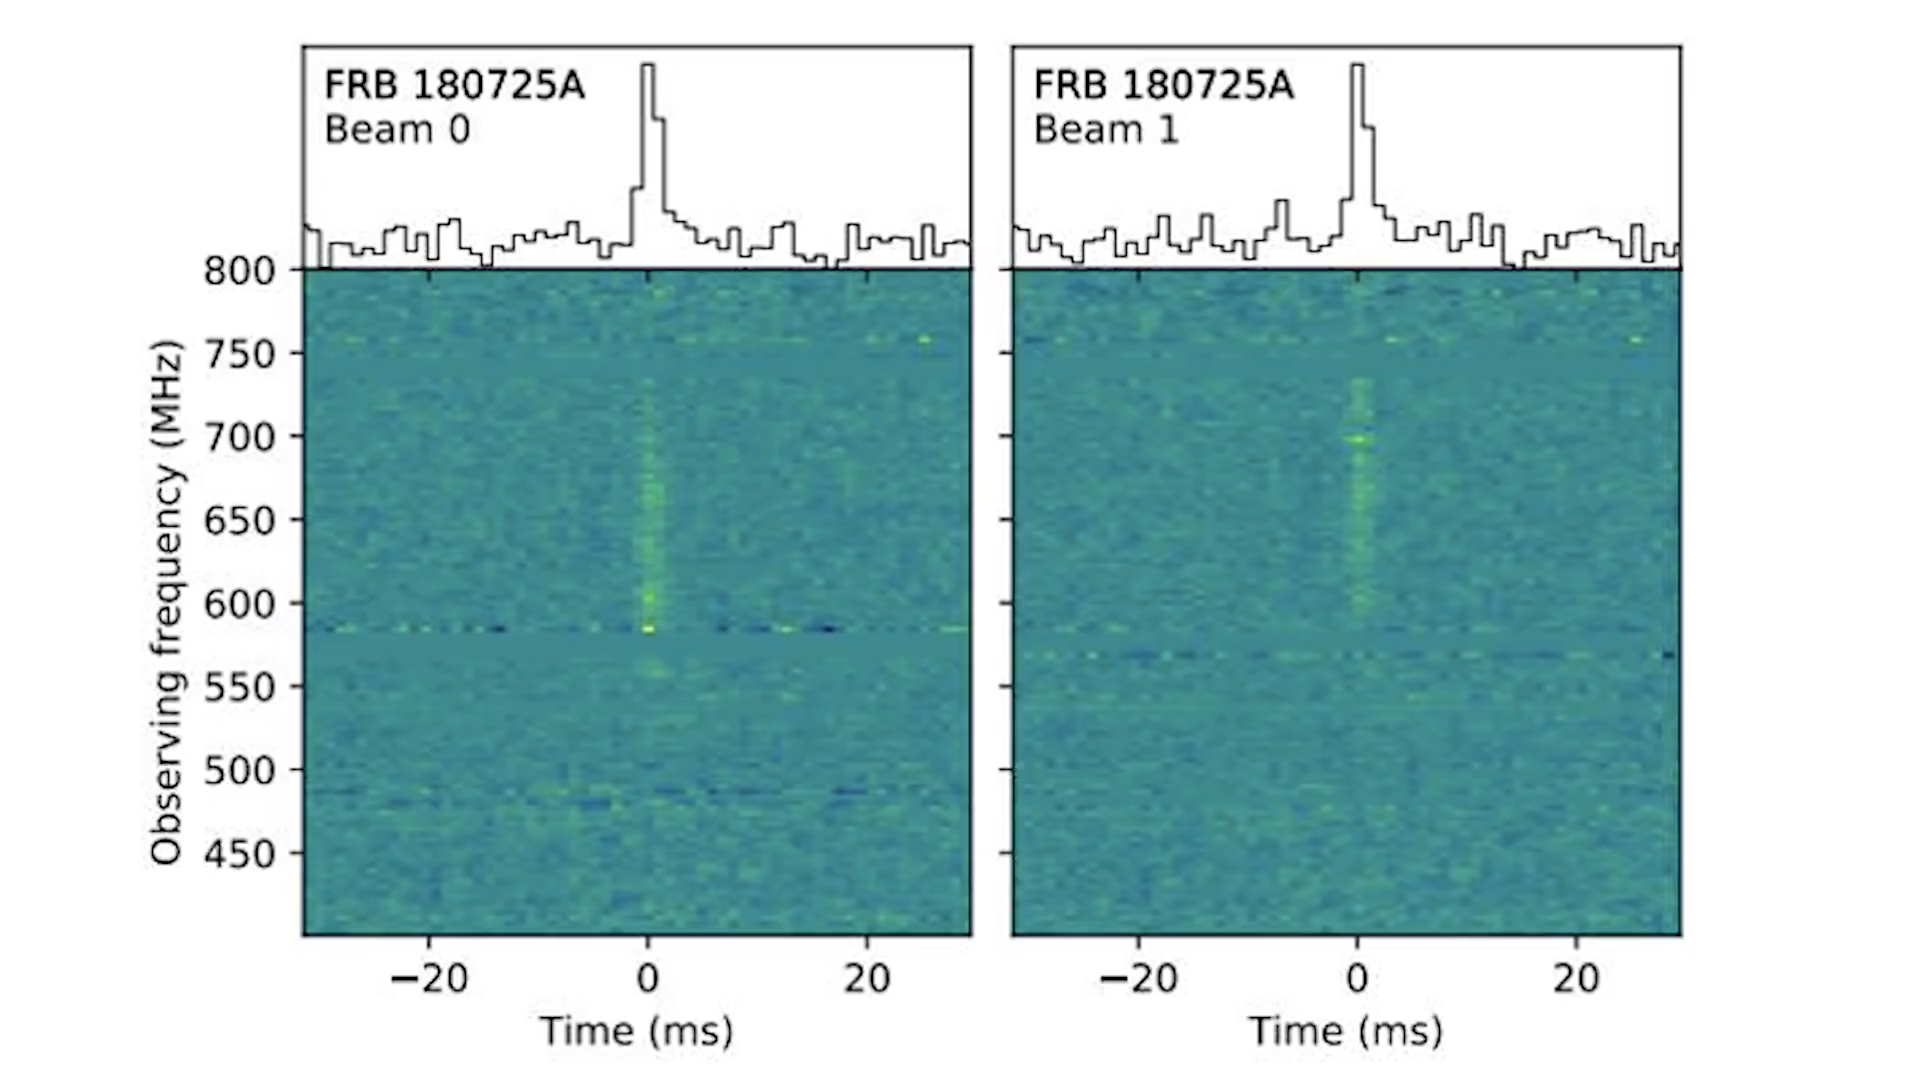 FRB 180725A
Beam 0
FRB 180725A
Beam 1
Observing frequency (MHz)
800
750
700
650
600
550
500
450
−20 0 20
−20 0 20
Time (ms)
Time (ms)